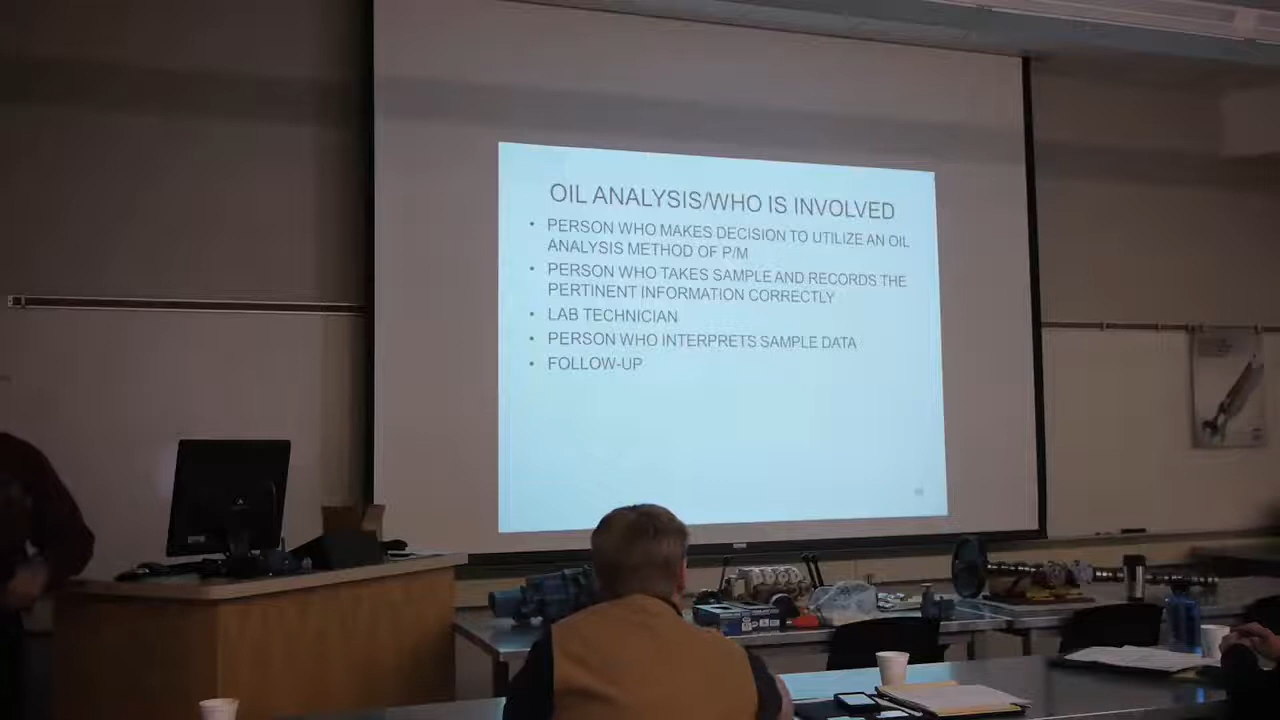 OIL ANALYSIS/WHO IS INVOLVED
• PERSON WHO MAKES DECISION TO UTILIZE AN OIL
ANALYSIS METHOD OF P/M
• PERSON WHO TAKES SAMPLE AND RECORDS THE
PERTINENT INFORMATION CORRECTLY
• LAB TECHNICIAN
• PERSON WHO INTERPRETS SAMPLE DATA
• FOLLOW-UP